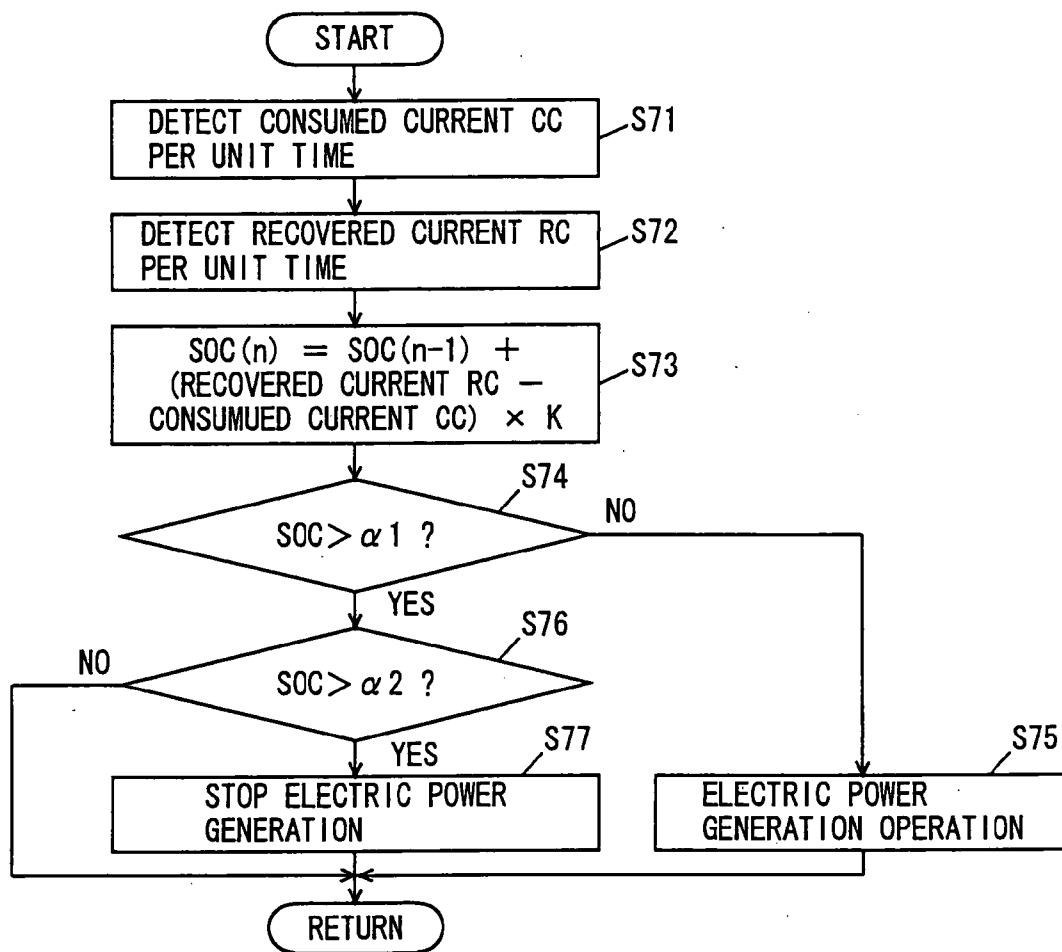 START
DETECT CONSUMED CURRENT CC
PER UNIT TIME
S71
DETECT RECOVERED CURRENT RC
PER UNIT TIME
S72
SOC(n) = SOC(n-1) +
(RECOVERED CURRENT RC −
CONSUMUED CURRENT CC) × K
S73
S74
SOC > α1 ?
NO
YES
S76
NO
SOC > α2 ?
YES
S77
S75
STOP ELECTRIC POWER
GENERATION
ELECTRIC POWER
GENERATION OPERATION
RETURN